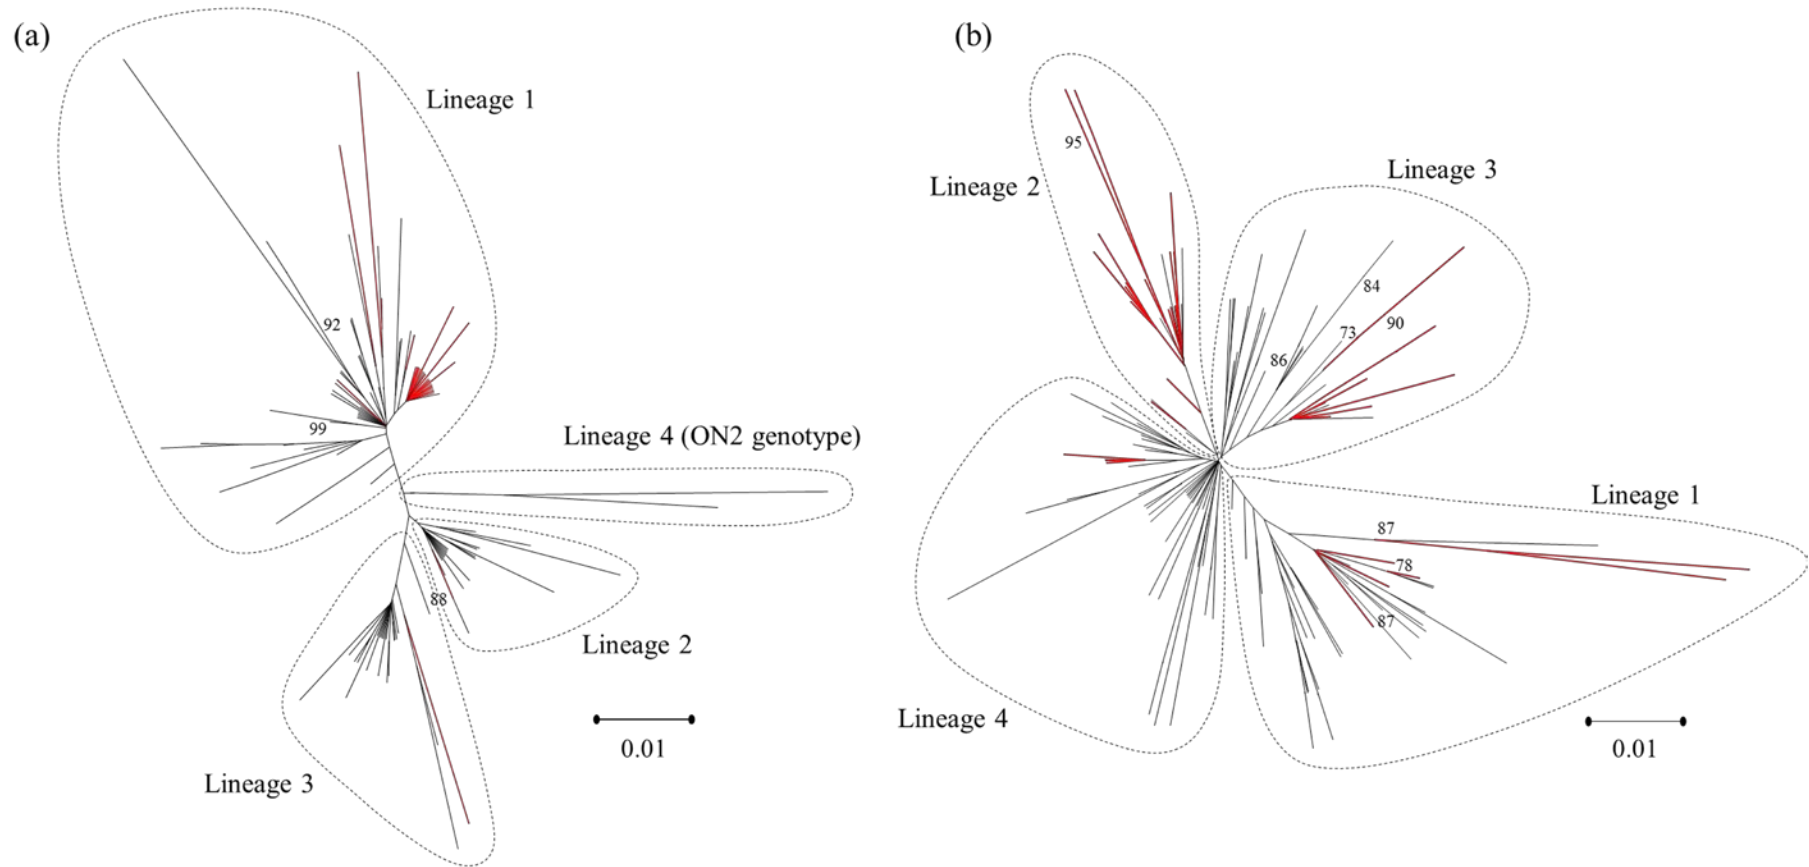 (a)
Lineage 1
92
99
Lineage 4 (ON2 genotype)
88
Lineage 2
Lineage 3
0.01
(b)
95
Lineage 2
Lineage 3
84
73
90
86
Lineage 1
87
78
87
Lineage 4
0.01